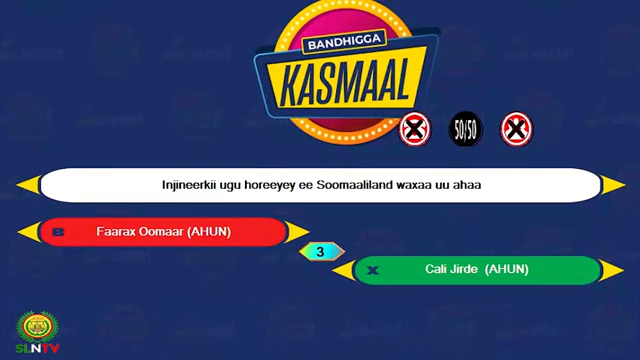 BANDHIGGA
KASMAAL
50/50
Injineerkii ugu horeeyey ee Soomaaliland waxaa uu ahaa
B Faarax Oomaar (AHUN)
3
X Cali Jirde (AHUN)
SLNTV